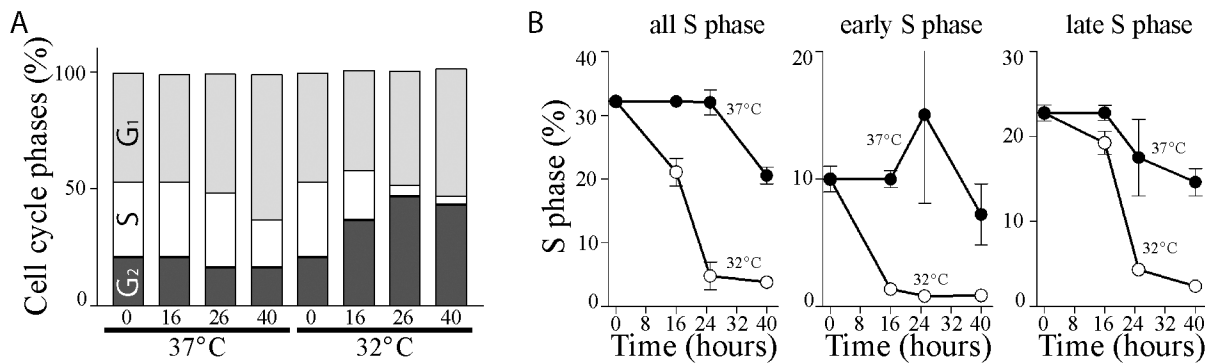 A
Cell cycle phases (%)
100
50
0
G1
S
G2
0 16 26 40 0 16 26 40
37°C 32°C
B
all S phase early S phase late S phase
S phase (%)
40
30
20
10
0
37°C
32°C
0 8 16 24 32 40
Time (hours)
20
10
0
37°C
32°C
0 8 16 24 32 40
Time (hours)
30
20
10
0
37°C
32°C
0 8 16 24 32 40
Time (hours)